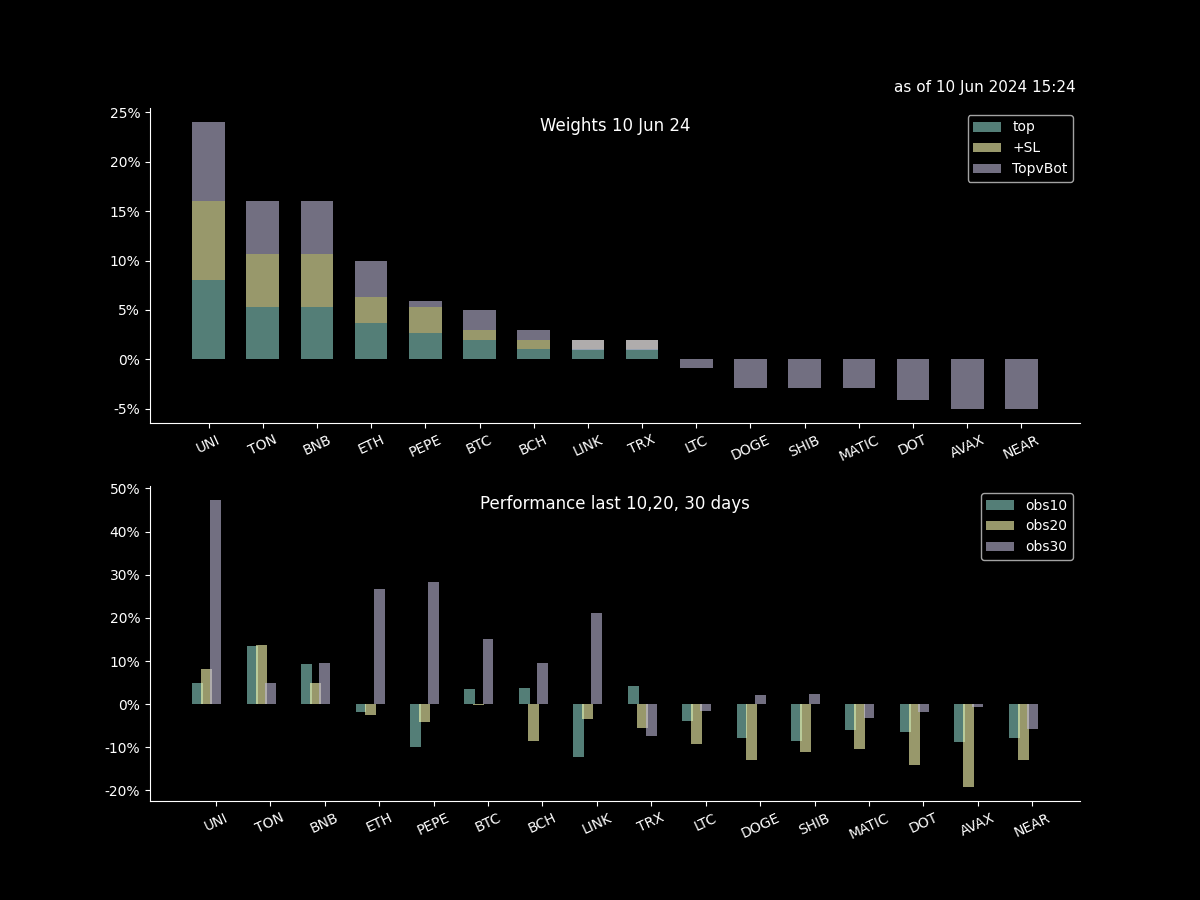 as of 10 Jun 2024 15:24
Weights 10 Jun 24
top
+SL
TopvBot
25%
20%
15%
10%
5%
0%
-5%
UNI TON BNB ETH PEPE BTC BCH LINK TRX LTC DOGE SHIB MATIC DOT AVAX NEAR
Performance last 10,20, 30 days
obs10
obs20
obs30
50%
40%
30%
20%
10%
0%
-10%
-20%
UNI TON BNB ETH PEPE BTC BCH LINK TRX LTC DOGE SHIB MATIC DOT AVAX NEAR